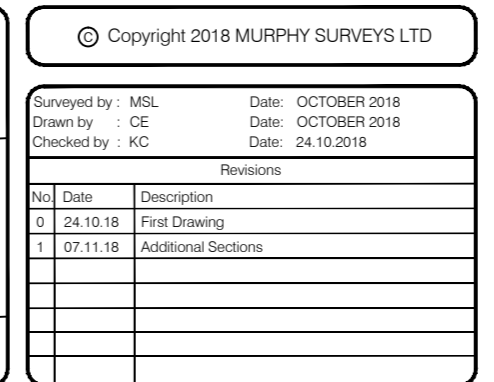 © Copyright 2018 MURPHY SURVEYS LTD
Surveyed by : MSL Date: OCTOBER 2018
Drawn by : CE Date: OCTOBER 2018
Checked by : KC Date: 24.10.2018
Revisions
No. Date Description
0 24.10.18 First Drawing
1 07.11.18 Additional Sections